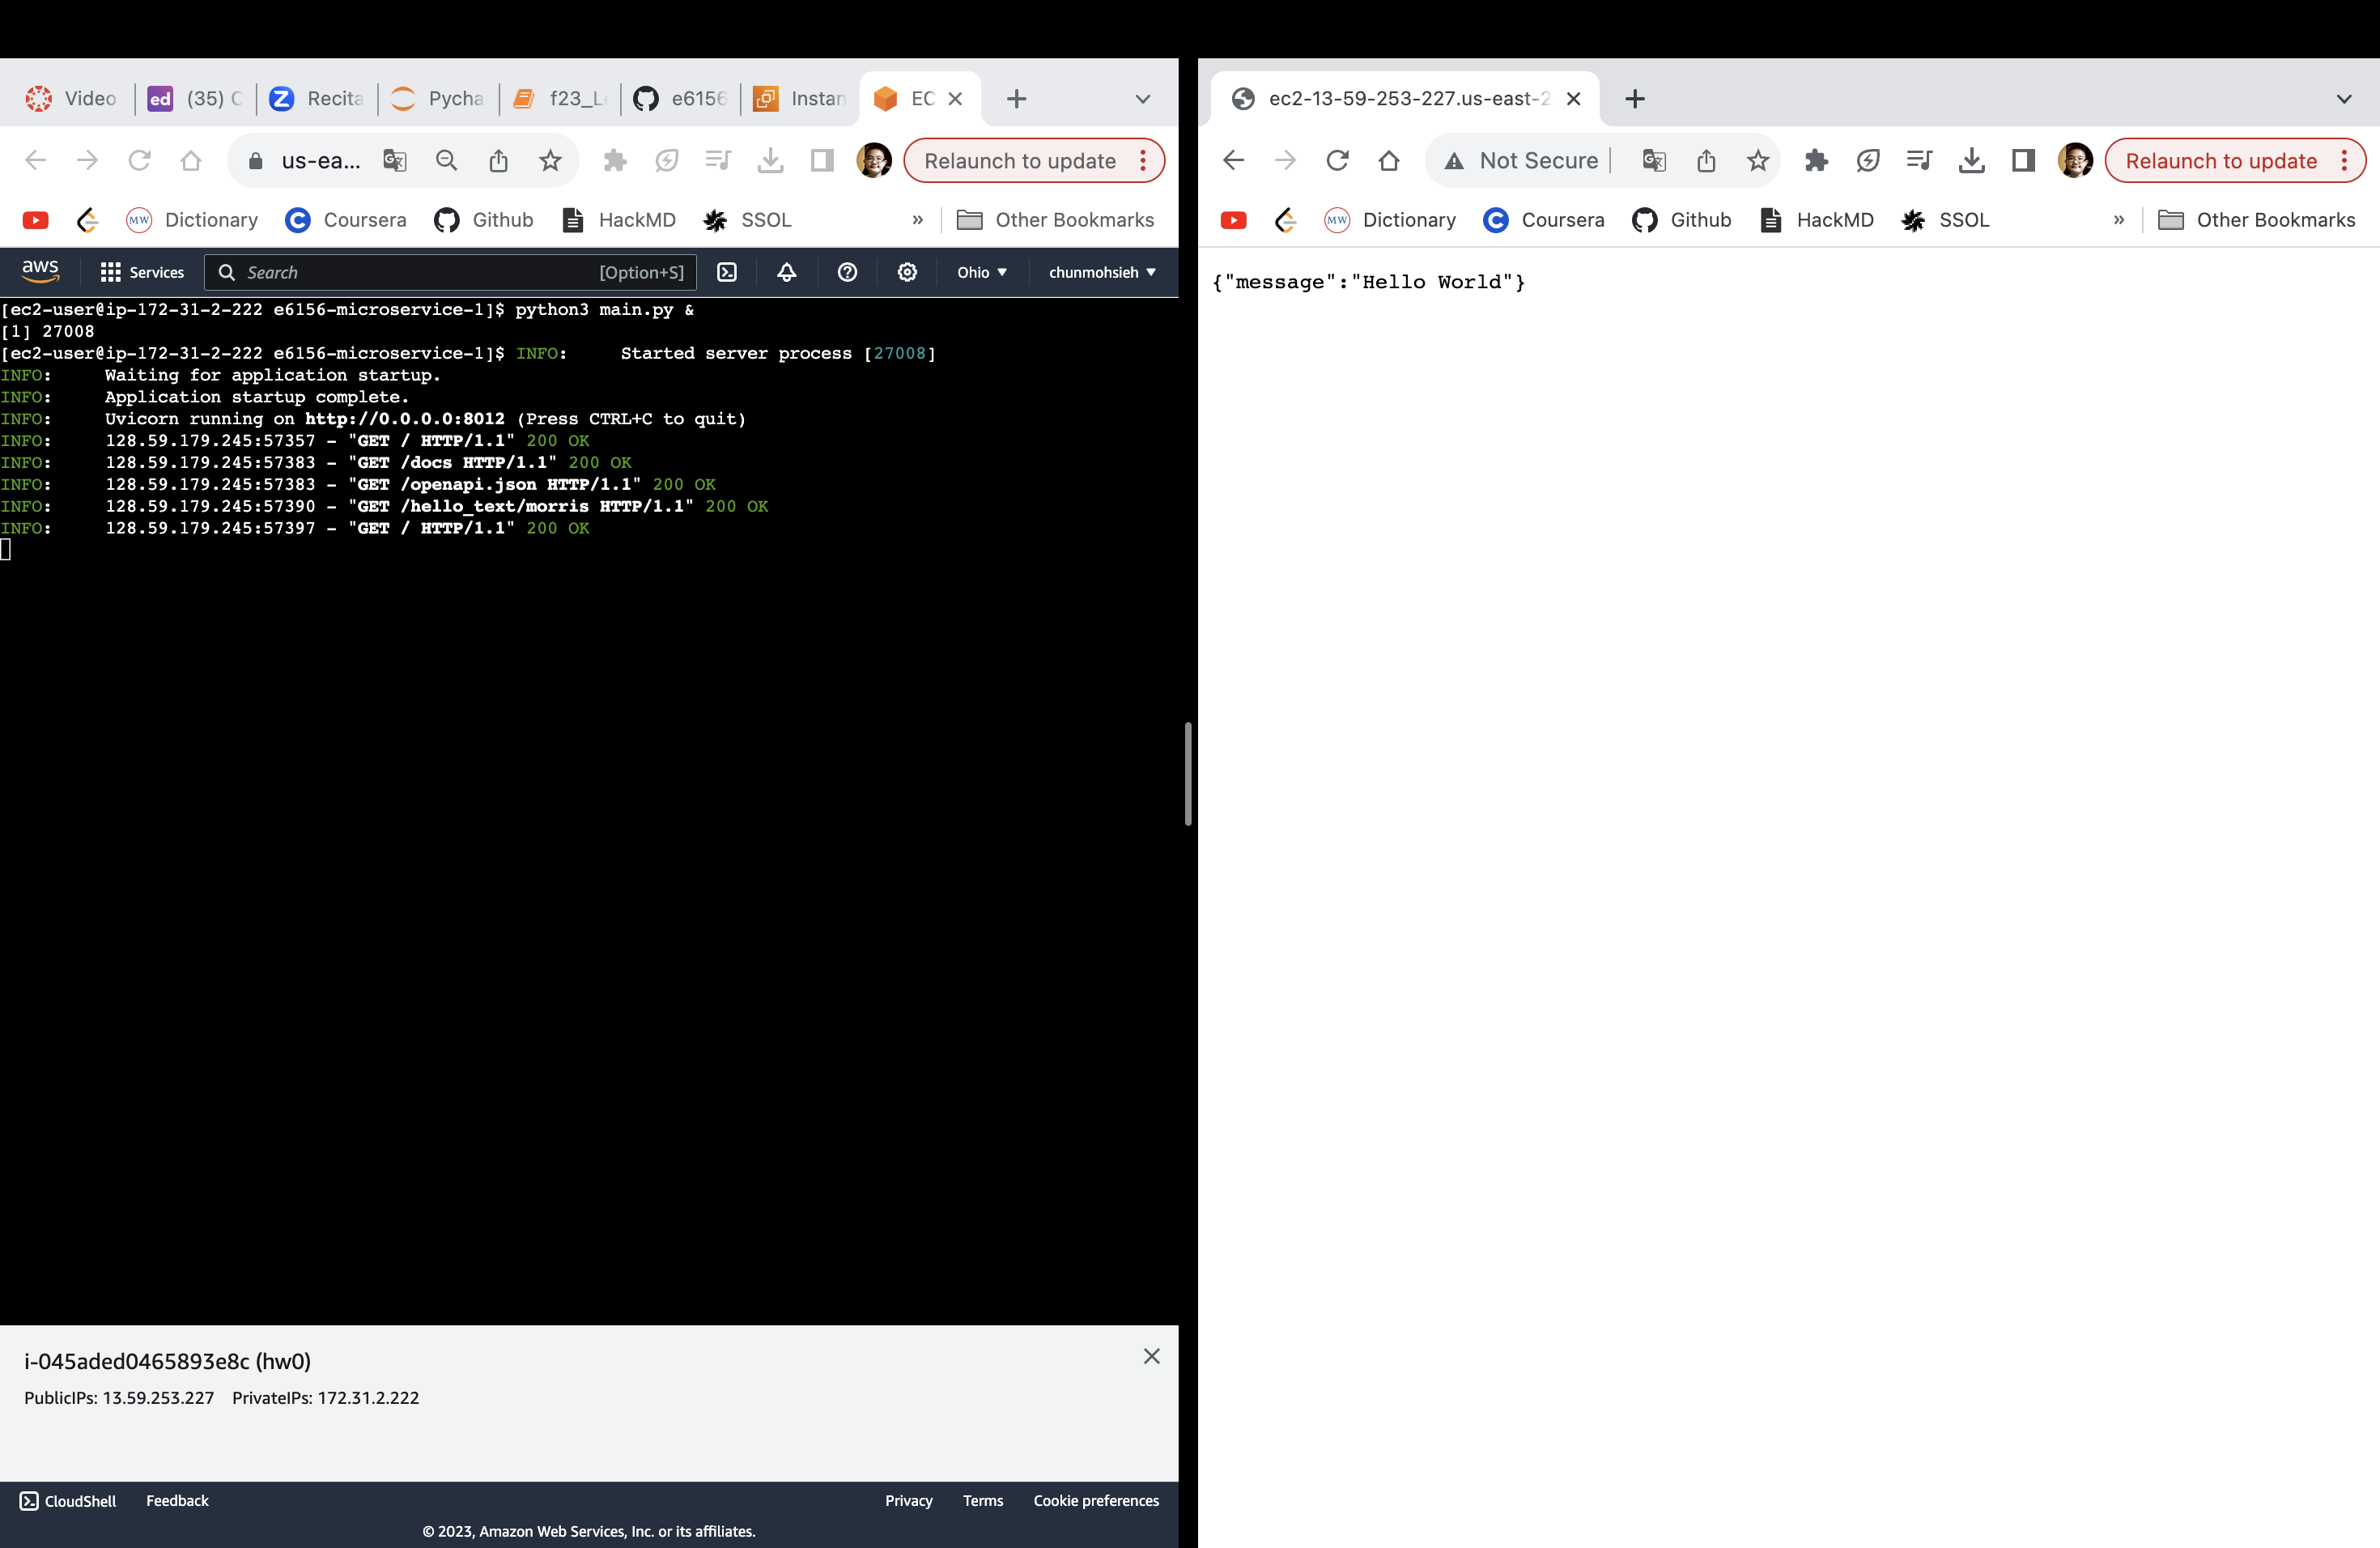 Video
(35) C
Recita
Pycha
f23_Le
e6156
Instan
EC
us-ea...
Relaunch to update
Dictionary
Coursera
Github
HackMD
SSOL
»
Other Bookmarks
aws
Services
Search
[Option+S]
Ohio
chunmohsieh
[ec2-user@ip-172-31-2-222 e6156-microservice-1]$ python3 main.py &
[1] 27008
[ec2-user@ip-172-31-2-222 e6156-microservice-1]$ INFO:     Started server process [27008]
INFO:     Waiting for application startup.
INFO:     Application startup complete.
INFO:     Uvicorn running on http://0.0.0.0:8012 (Press CTRL+C to quit)
INFO:     128.59.179.245:57357 - "GET / HTTP/1.1" 200 OK
INFO:     128.59.179.245:57383 - "GET /docs HTTP/1.1" 200 OK
INFO:     128.59.179.245:57383 - "GET /openapi.json HTTP/1.1" 200 OK
INFO:     128.59.179.245:57390 - "GET /hello_text/morris HTTP/1.1" 200 OK
INFO:     128.59.179.245:57397 - "GET / HTTP/1.1" 200 OK
i-045aded0465893e8c (hw0)
PublicIPs: 13.59.253.227    PrivateIPs: 172.31.2.222
CloudShell
Feedback
Privacy
Terms
Cookie preferences
© 2023, Amazon Web Services, Inc. or its affiliates.
ec2-13-59-253-227.us-east-2
Not Secure
Relaunch to update
MW
Dictionary
Coursera
Github
HackMD
SSOL
»
Other Bookmarks
{"message":"Hello World"}